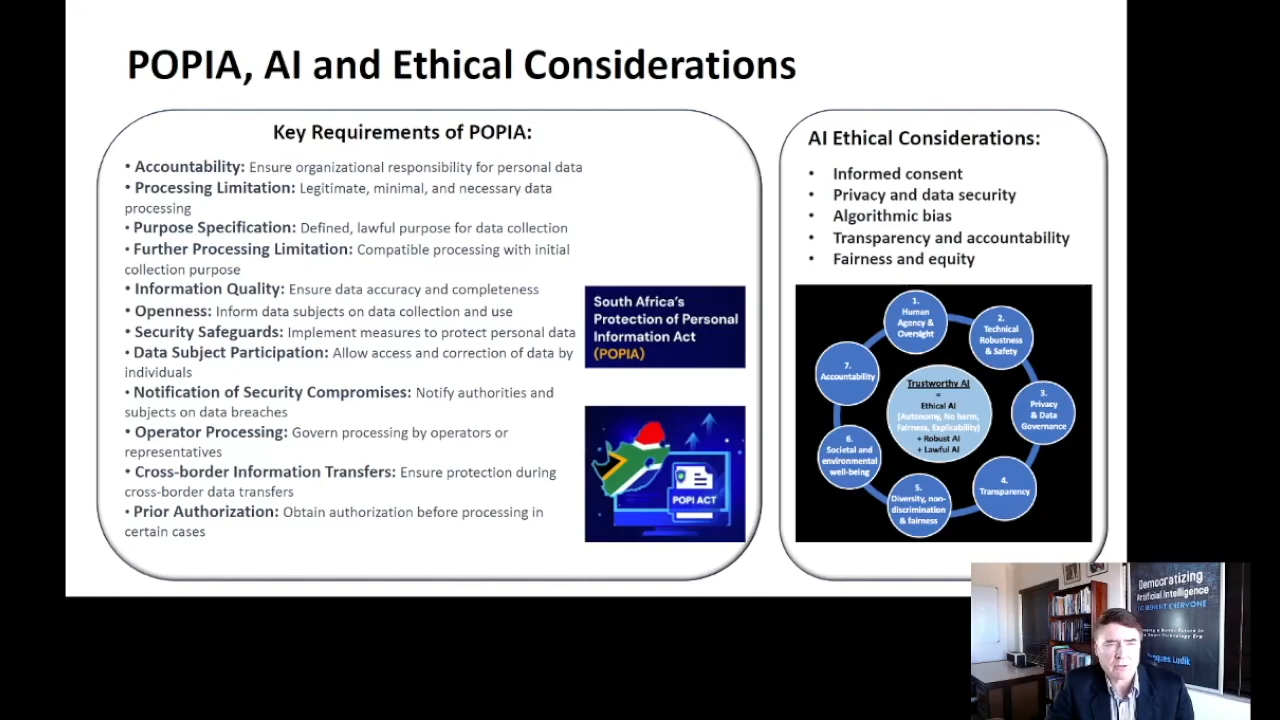 POPIA, AI and Ethical Considerations
Key Requirements of POPIA:
• Accountability: Ensure organizational responsibility for personal data
• Processing Limitation: Legitimate, minimal, and necessary data
processing
• Purpose Specification: Defined, lawful purpose for data collection
• Further Processing Limitation: Compatible processing with initial
collection purpose
• Information Quality: Ensure data accuracy and completeness
• Openness: Inform data subjects on data collection and use
• Security Safeguards: Implement measures to protect personal data
• Data Subject Participation: Allow access and correction of data by
individuals
• Notification of Security Compromises: Notify authorities and
subjects on data breaches
• Operator Processing: Govern processing by operators or
representatives
• Cross-border Information Transfers: Ensure protection during
cross-border data transfers
• Prior Authorization: Obtain authorization before processing in
certain cases
South Africa's
Protection of Personal
Information Act
(POPIA)
POPI ACT
AI Ethical Considerations:
• Informed consent
• Privacy and data security
• Algorithmic bias
• Transparency and accountability
• Fairness and equity
1.
Human
Agency &
Oversight
2.
Technical
Robustness
& Safety
3.
Privacy
& Data
Governance
4.
Transparency
5.
Diversity, non-
discrimination
& fairness
6.
Societal and
environmental
well-being
7.
Accountability
Trustworthy AI
=
Ethical AI
(Autonomy, No harm,
Fairness, Explicability)
+ Robust AI
+ Lawful AI
Democratizing
Artificial Intelligence
BENEFIT EVERYONE
a Better Future in
Smart Technology Era
Ludik